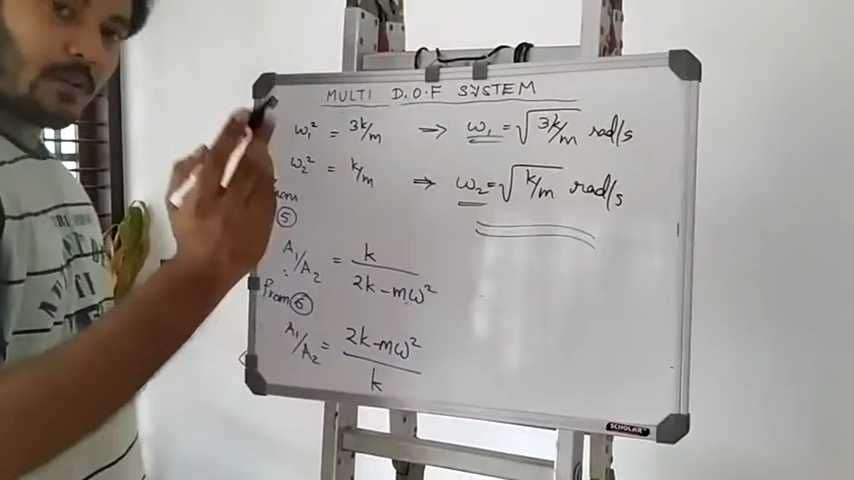 MULTI D.O.F SYSTEM
ω₁² = 3k/m → ω₁ = √3k/m rad/s
ω₂² = k/m ⇒ ω₂ = √k/m rad/s
From
⑤
A₁/A₂ = k / 2k-mω²
From ⑥
A₁/A₂ = 2k-mω² / k
SCHOLAR